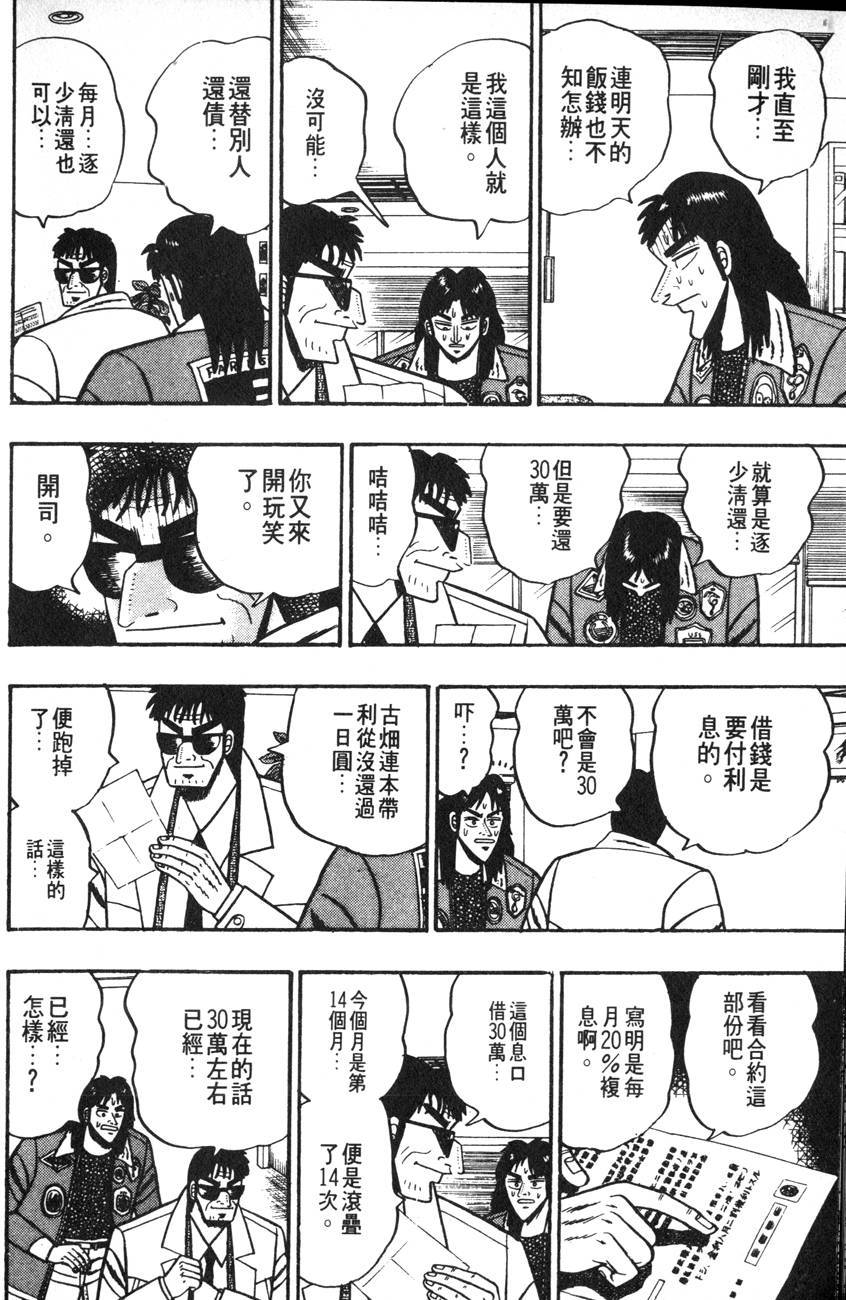 我直至
剛才…
連明天的
飯錢也不
知怎辦…
我這個人就
是這樣。
沒可能…
還替別人
還債…
每月…逐
少清還也
可以…
PARIS
就算是逐
少清還…
但是要還
30萬…
咭咭咭…
你又來
開玩笑
了。
開司。
借錢是
要付利
息的。
不會是30
萬吧？
吓…？
古畑連本帶
利從沒還過
一日圓…
便跑掉
了…
這樣的
話…
看看合約這
部份吧。
寫明是每
月20%複
息啊。
這個息口
借30萬…
今個月是第
14個月…
便是滾疊
了14次。
現在的話
30萬左右
已經…
已經…
怎樣…？